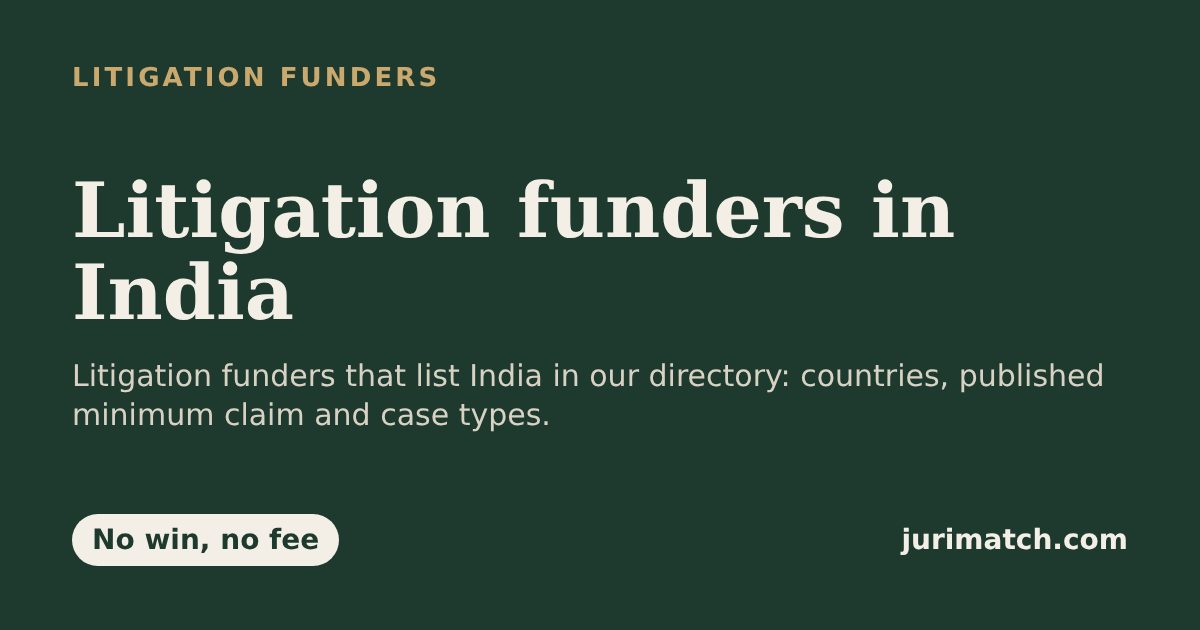 LITIGATION FUNDERS
Litigation funders in
India
Litigation funders that list India in our directory: countries, published
minimum claim and case types.
No win, no fee
jurimatch.com